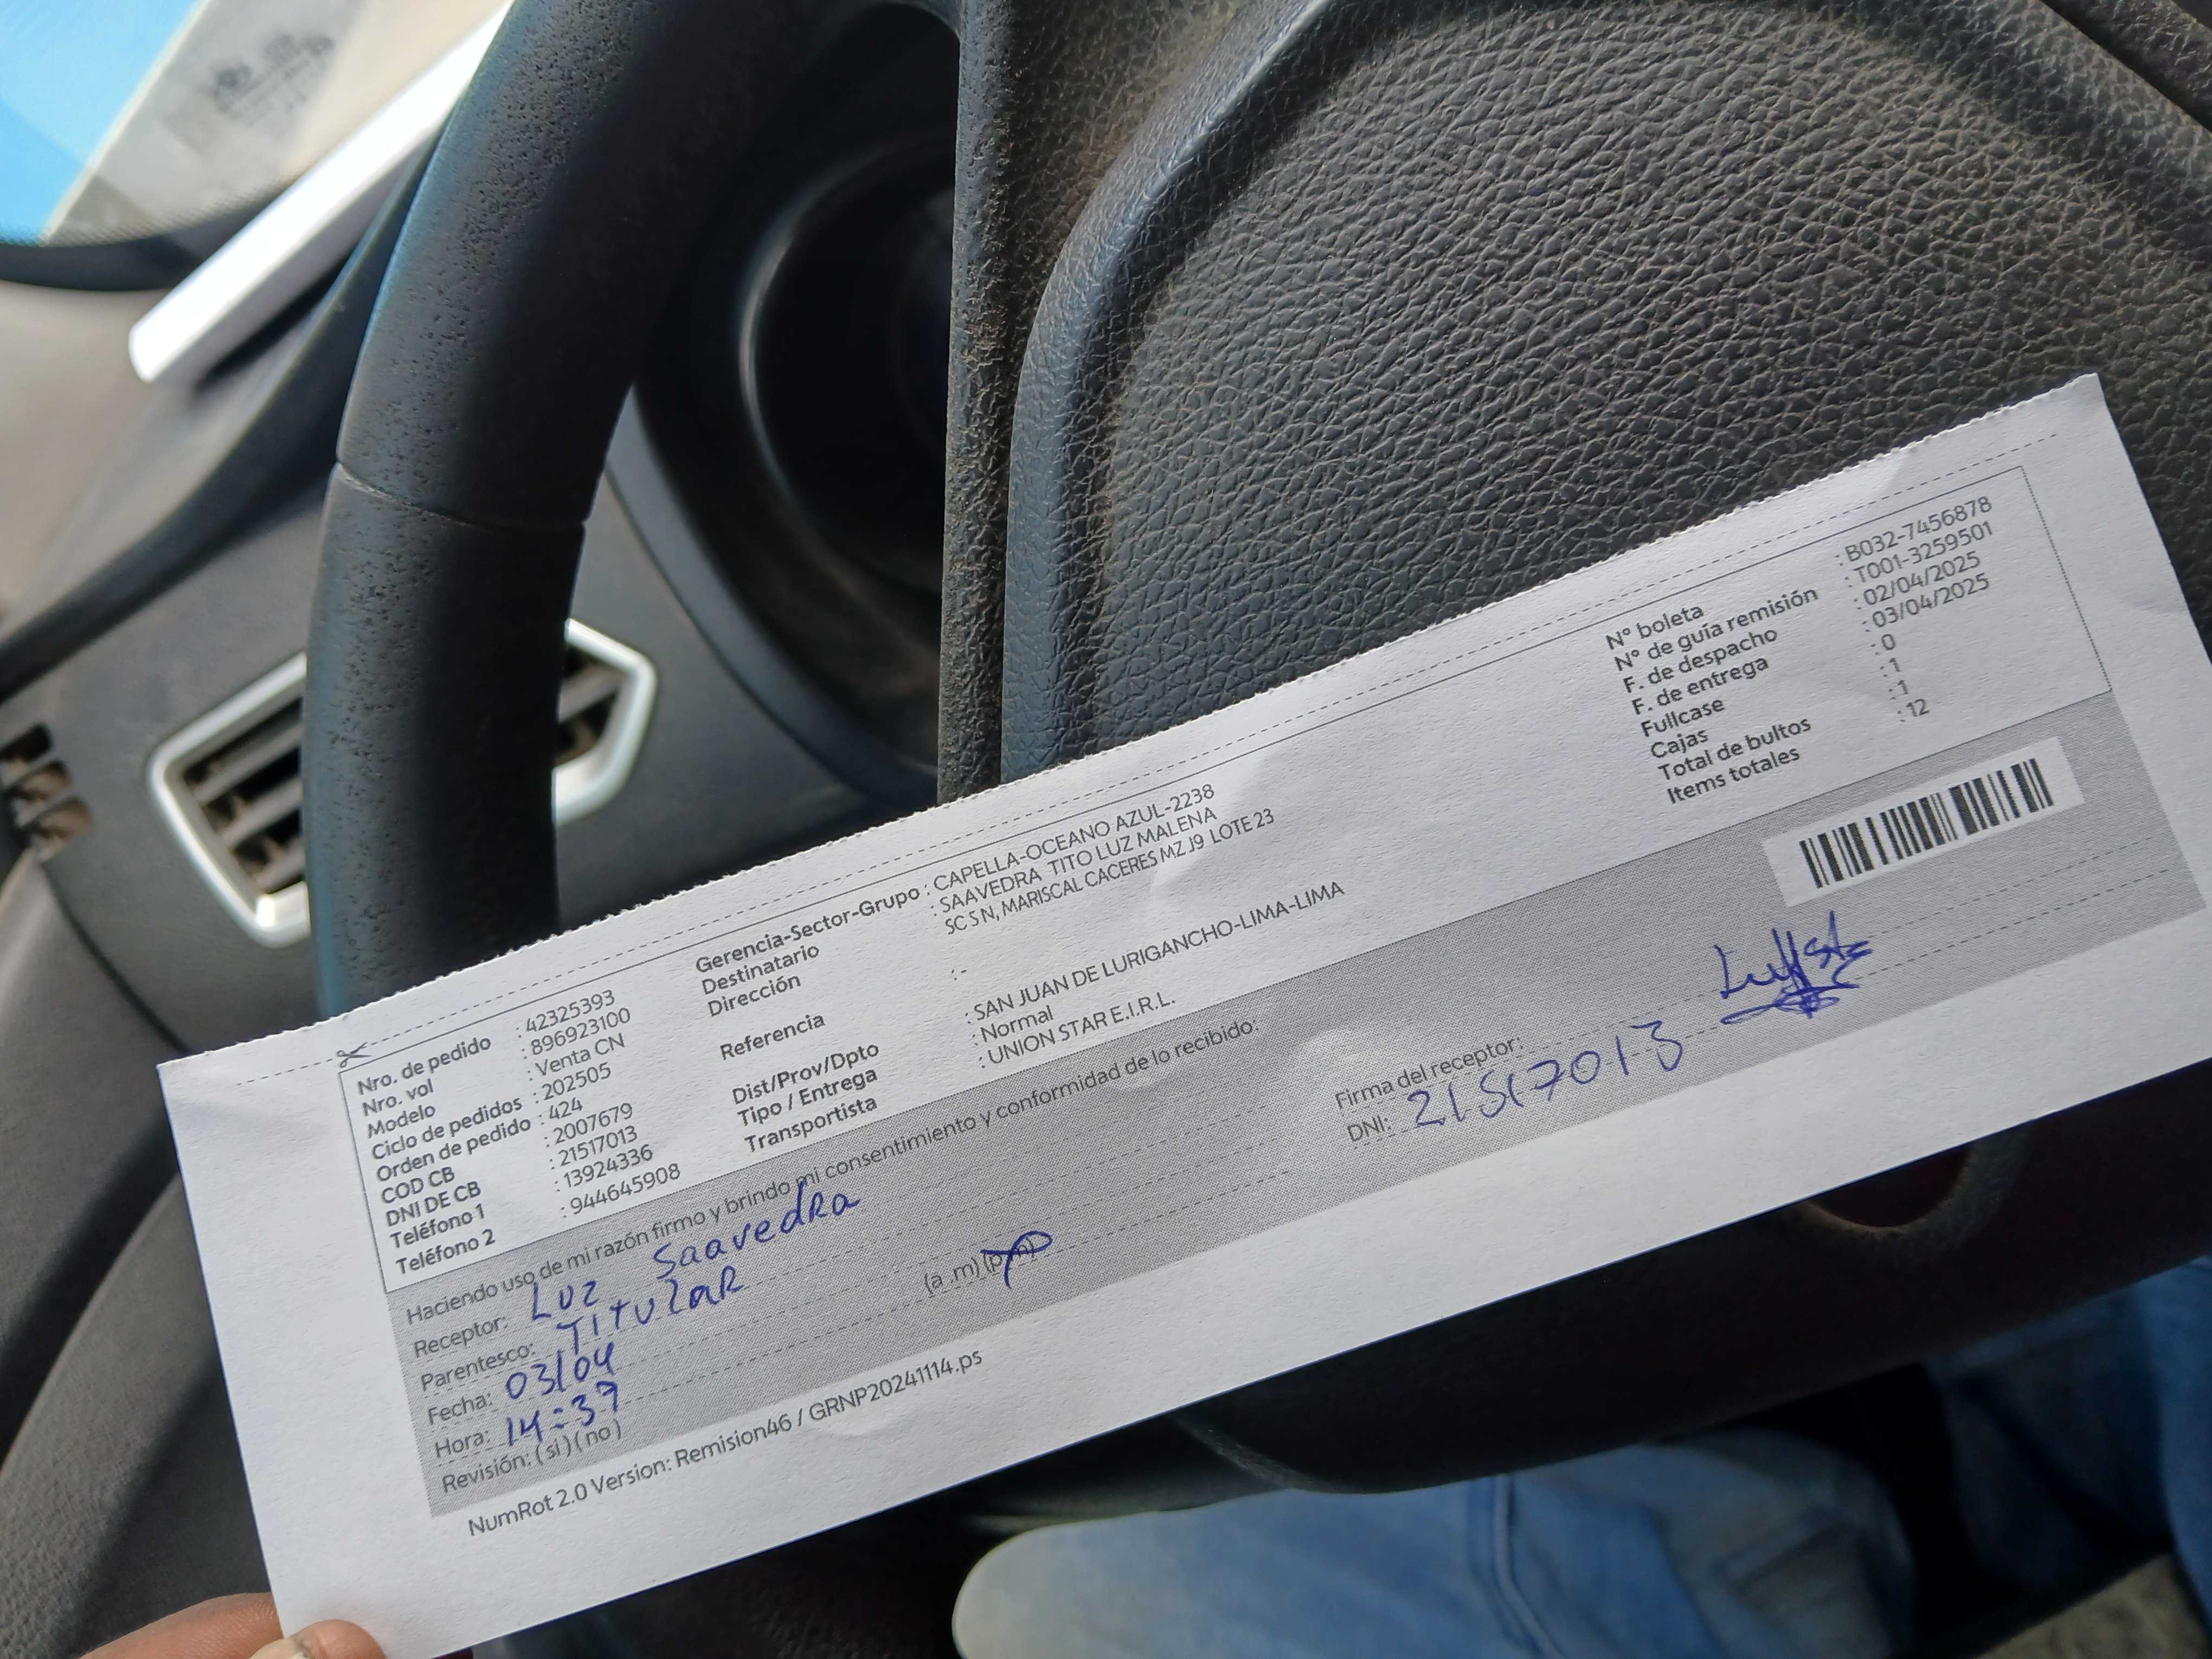 Nro. de pedido : 42325393
Nro. vol : 896923100
Modelo : Venta CN
Ciclo de pedidos : 202505
Orden de pedido : 424
COD CB : 2007679
DNI DE CB : 21517013
Teléfono 1 : 13924336
Teléfono 2 : 944645908
Gerencia-Sector-Grupo : CAPELLA-OCEANO AZUL-2238
Destinatario : SAAVEDRA TITO LUZ MALENA
Dirección SC S N, MARISCAL CACERES MZ J9 LOTE 23
Referencia : -
Dist/Prov/Dpto : SAN JUAN DE LURIGANCHO-LIMA-LIMA
Tipo / Entrega : Normal
Transportista : UNION STAR E.I.R.L.
N° boleta : B032-7456878
N° de guía remisión : T001-3259501
F. de despacho : 02/04/2025
F. de entrega : 03/04/2025
Fullcase : 0
Cajas : 1
Total de bultos : 1
Items totales : 12
Haciendo uso de mi razón firmo y brindo mi consentimiento y conformidad de lo recibido:
Receptor: Luz Saavedra
Parentesco: Titular
Fecha: 03/04
Hora: 14:37 (a .m) (p.m)
Revisión: (si) (no)
Firma del receptor:
DNI: 21517013
NumRot 2.0 Version: Remision46 / GRNP20241114.ps